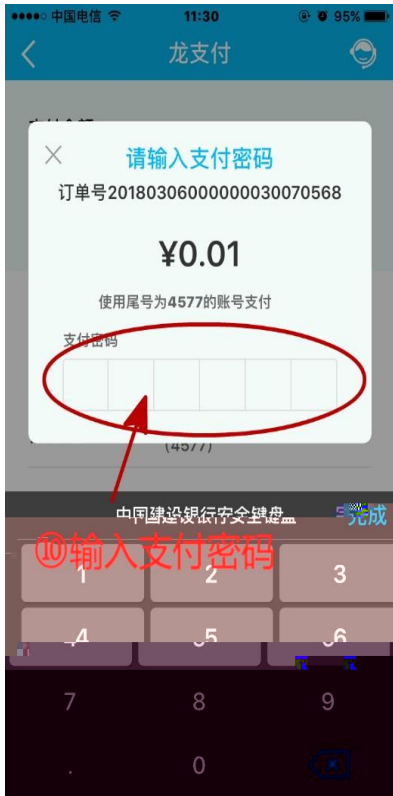 中国电信 11:30 95%
龙支付
请输入支付密码
订单号20180306000000030070568
¥0.01
使用尾号为4577的账号支付
支付密码
(4577)
中国建设银行安全键盘 完成
⑩输入支付密码
1 2 3
4 5 6
7 8 9
. 0